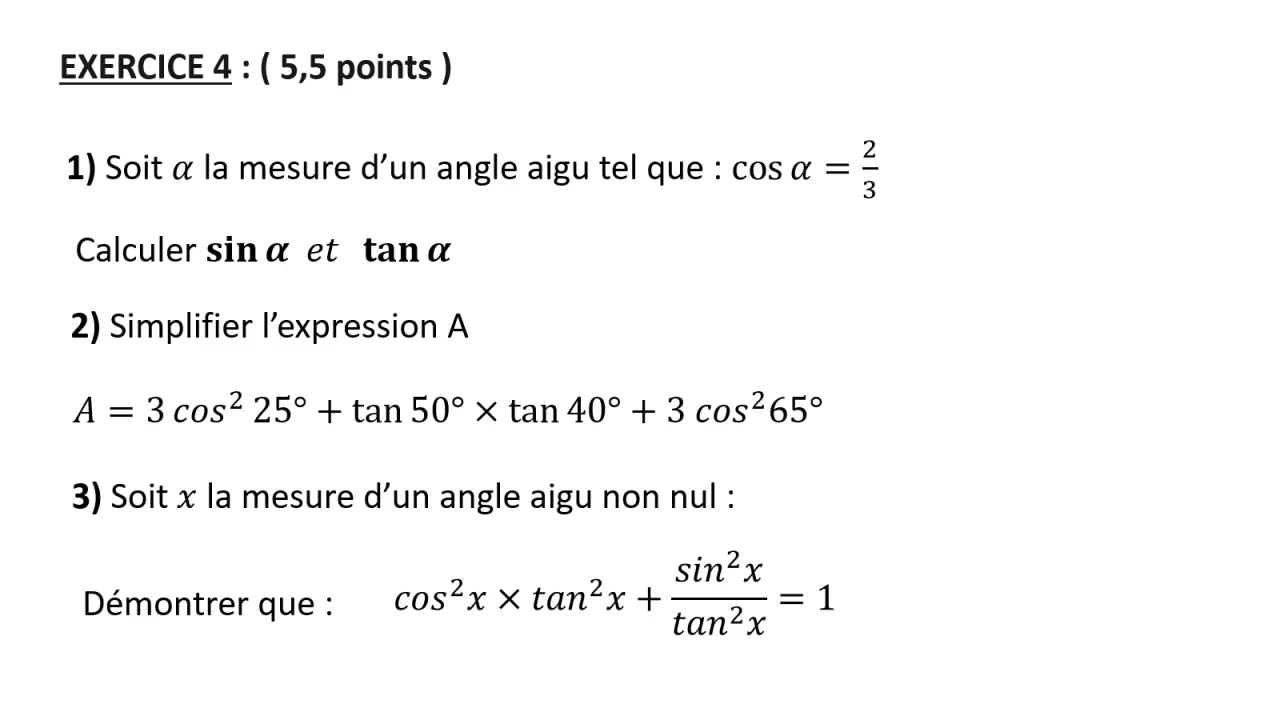 EXERCICE 4 : ( 5,5 points )
1) Soit 𝛼 la mesure d’un angle aigu tel que : cos 𝛼 = 2/3
Calculer sin 𝜶 et tan 𝜶
2) Simplifier l’expression A
A = 3 cos² 25° + tan 50° × tan 40° + 3 cos²65°
3) Soit 𝑥 la mesure d’un angle aigu non nul :
Démontrer que : cos²𝑥 × tan²𝑥 + sin²𝑥/tan²𝑥 = 1